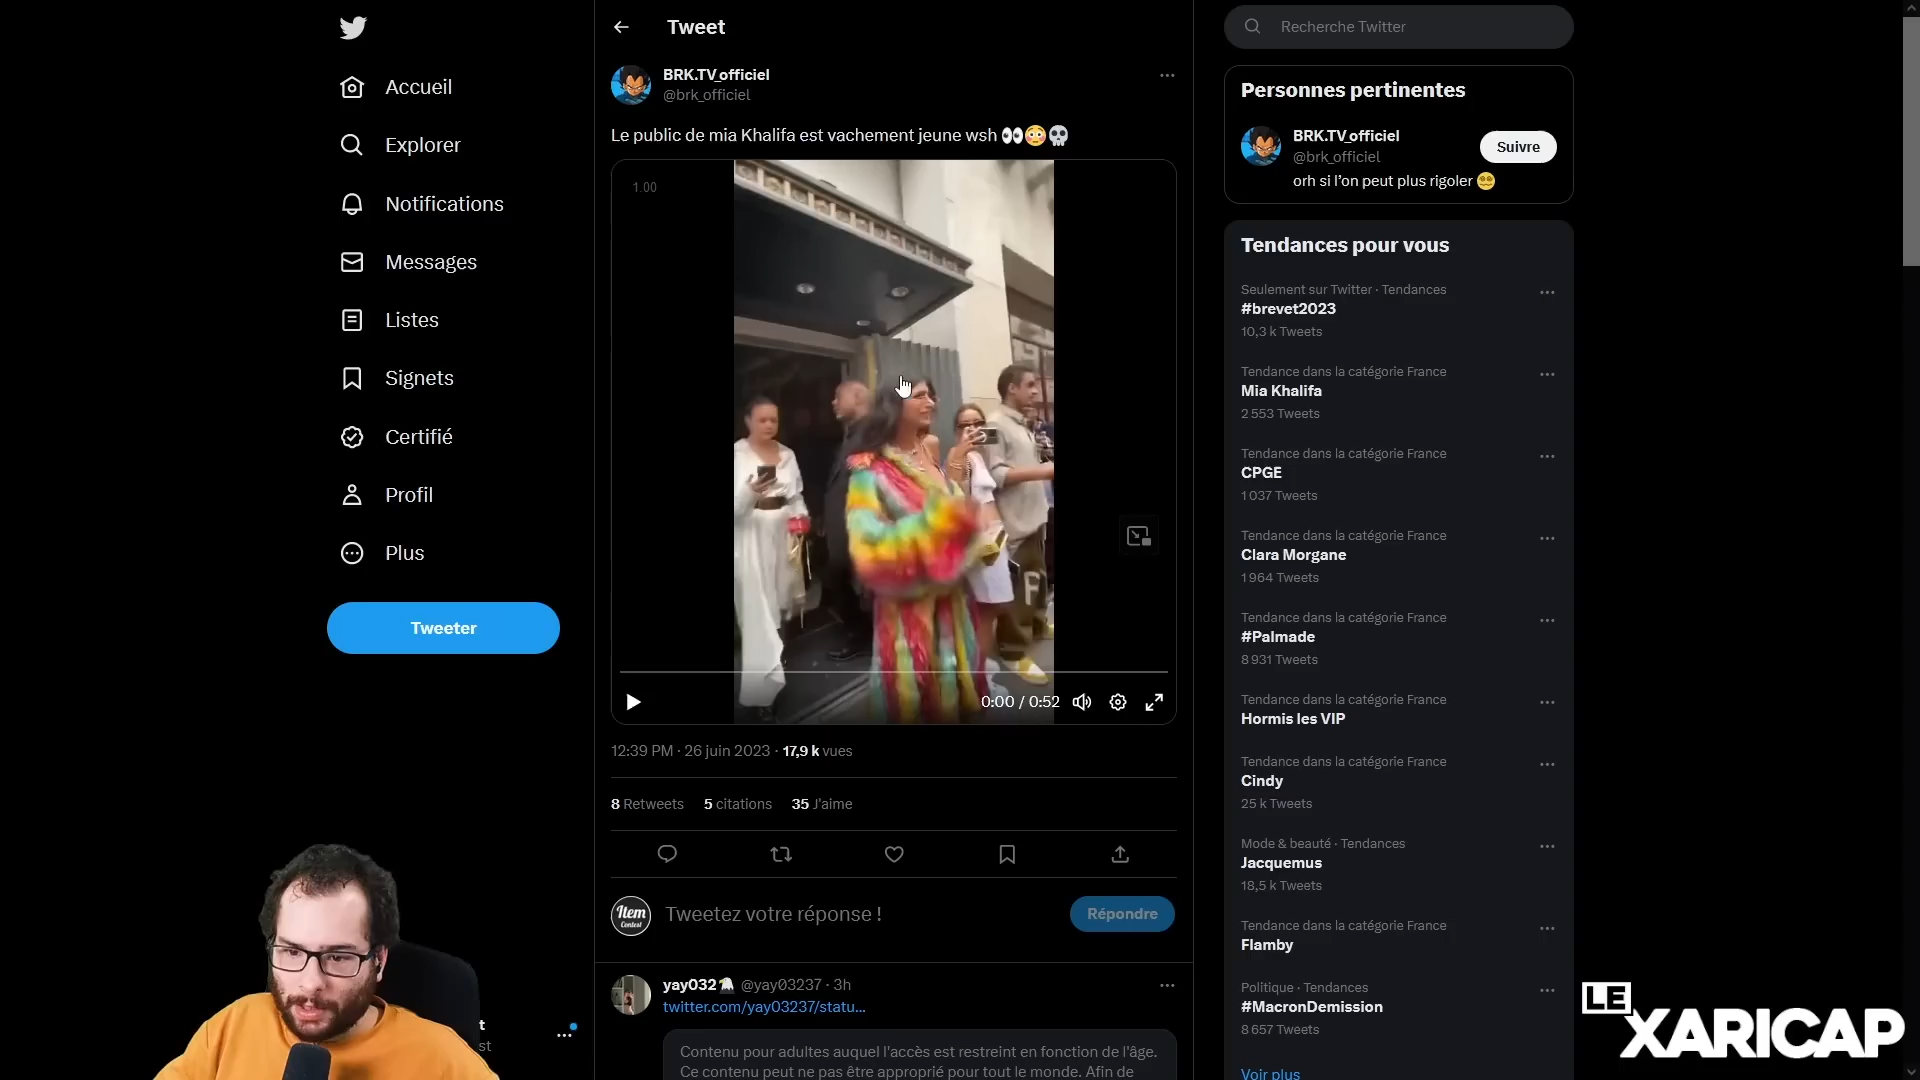 Accueil
Explorer
Notifications
Messages
Listes
Signets
Certifié
Profil
Plus
Tweeter
t
st
Tweet
BRK.TV_officiel
@brk_officiel
Le public de mia Khalifa est vachement jeune wsh 👀😳💀
1.00
0:00 / 0:52
12:39 PM · 26 juin 2023 · 17,9 k vues
8 Retweets 5 citations 35 J'aime
Item
Contest
Tweetez votre réponse !
Répondre
yay032 @yay03237 · 3h
twitter.com/yay03237/statu...
Contenu pour adultes auquel l'accès est restreint en fonction de l'âge.
Ce contenu peut ne pas être approprié pour tout le monde. Afin de
Recherche Twitter
Personnes pertinentes
BRK.TV_officiel
@brk_officiel
Suivre
orh si l'on peut plus rigoler
Tendances pour vous
Seulement sur Twitter · Tendances
#brevet2023
10,3 k Tweets
Tendance dans la catégorie France
Mia Khalifa
2 553 Tweets
Tendance dans la catégorie France
CPGE
1 037 Tweets
Tendance dans la catégorie France
Clara Morgane
1 964 Tweets
Tendance dans la catégorie France
#Palmade
8 931 Tweets
Tendance dans la catégorie France
Hormis les VIP
Tendance dans la catégorie France
Cindy
25 k Tweets
Mode & beauté · Tendances
Jacquemus
18,5 k Tweets
Tendance dans la catégorie France
Flamby
Politique · Tendances
#MacronDemission
8 657 Tweets
Voir plus
LE
XARICAP